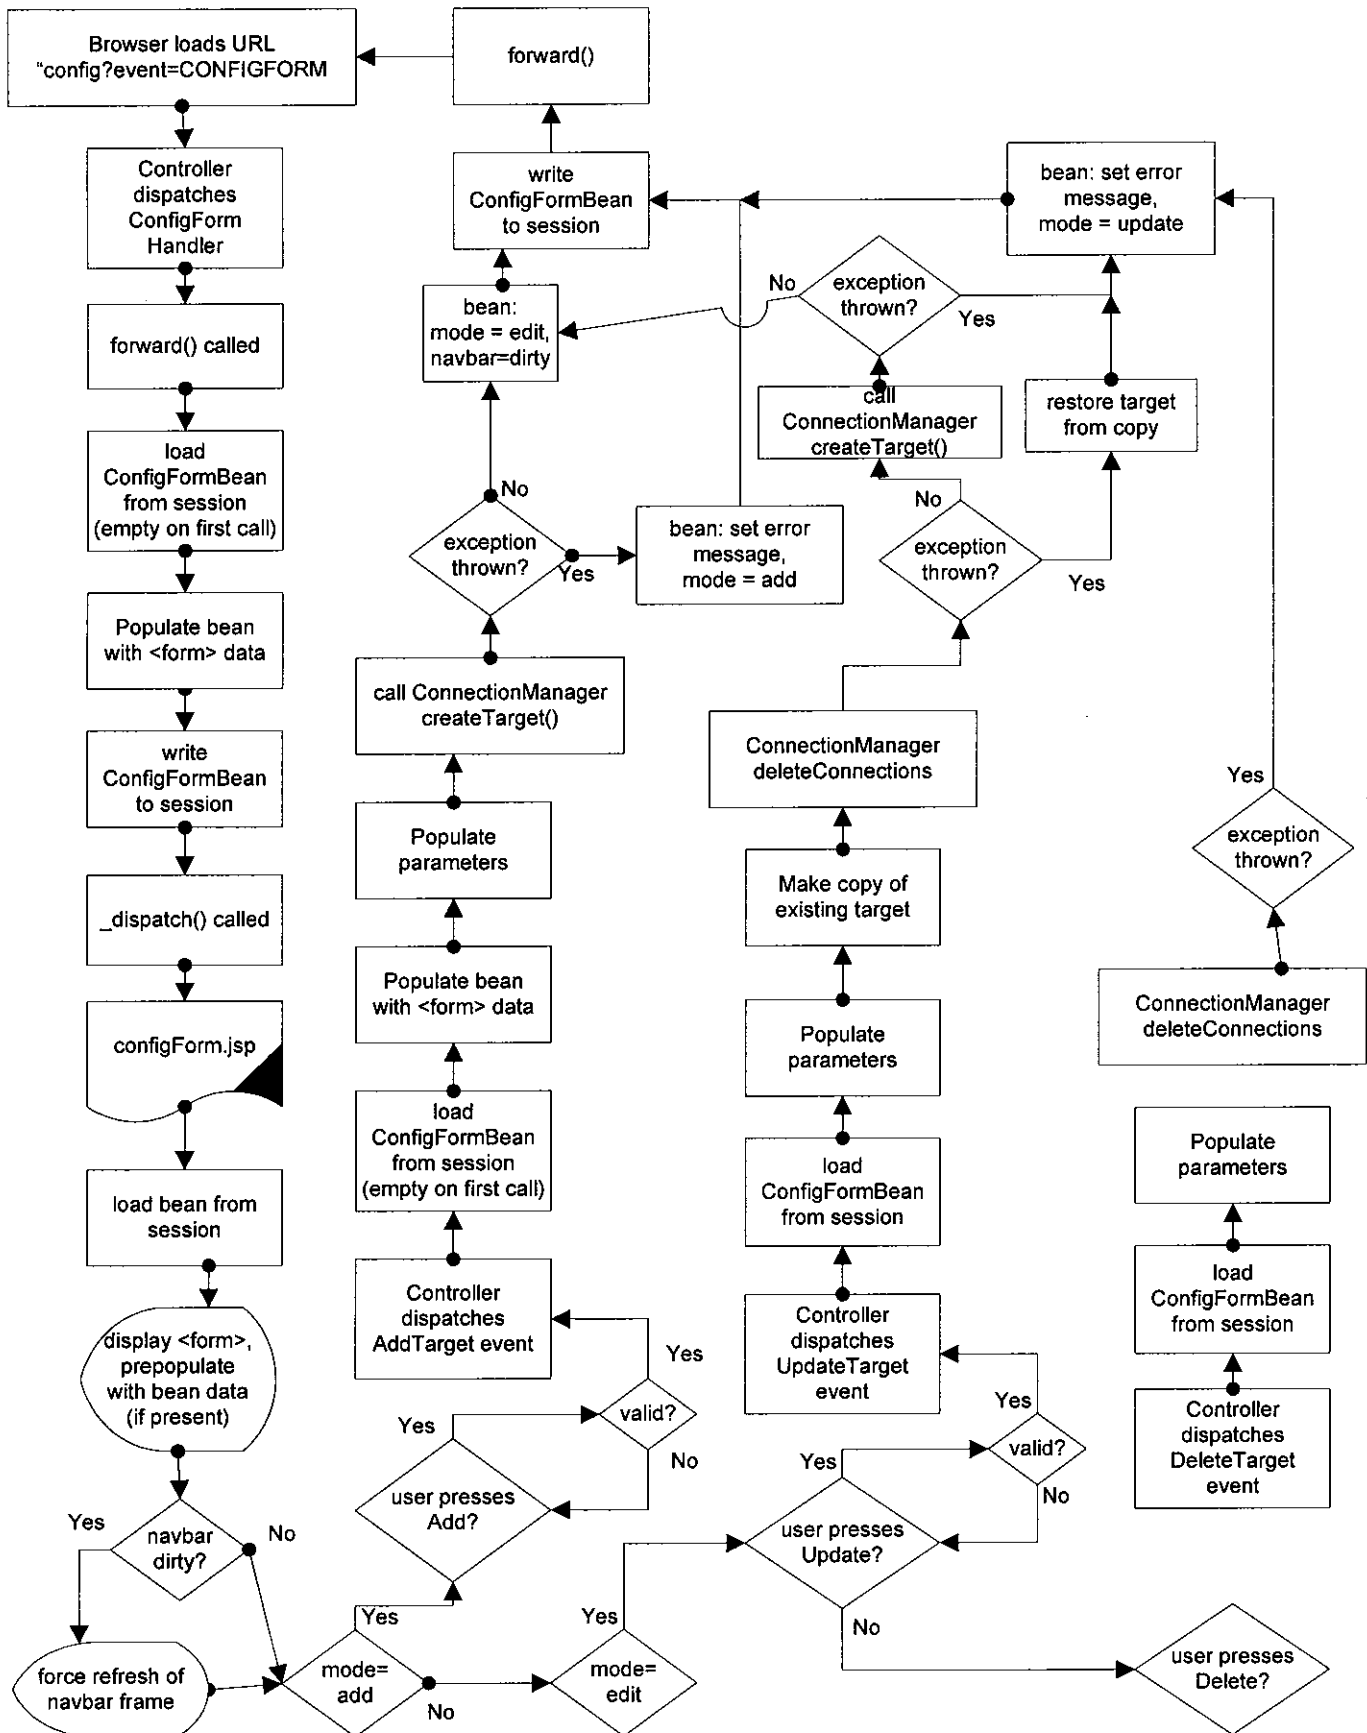 Browser loads URL
“config?event=CONFIGFORM
Controller
dispatches
ConfigForm
Handler
forward() called
load
ConfigFormBean
from session
(empty on first call)
Populate bean
with <form> data
write
ConfigFormBean
to session
_dispatch() called
configForm.jsp
load bean from
session
display <form>,
prepopulate
with bean data
(if present)
Yes
navbar
dirty?
No
force refresh of
navbar frame
forward()
write
ConfigFormBean
to session
bean:
mode = edit,
navbar=dirty
No
exception
thrown?
Yes
bean: set error
message,
mode = add
call ConnectionManager
createTarget()
Populate
parameters
Populate bean
with <form> data
load
ConfigFormBean
from session
(empty on first call)
Controller
dispatches
AddTarget event
Yes
valid?
Yes
No
user presses
Add?
Yes
mode=
add
No
bean: set error
message,
mode = update
No
exception
thrown?
Yes
call
ConnectionManager
createTarget()
restore target
from copy
No
exception
thrown?
Yes
ConnectionManager
deleteConnections
Make copy of
existing target
Populate
parameters
load
ConfigFormBean
from session
Controller
dispatches
UpdateTarget
event
Yes
valid?
Yes
No
user presses
Update?
Yes
mode=
edit
No
Yes
exception
thrown?
ConnectionManager
deleteConnections
Populate
parameters
load
ConfigFormBean
from session
Controller
dispatches
DeleteTarget
event
user presses
Delete?